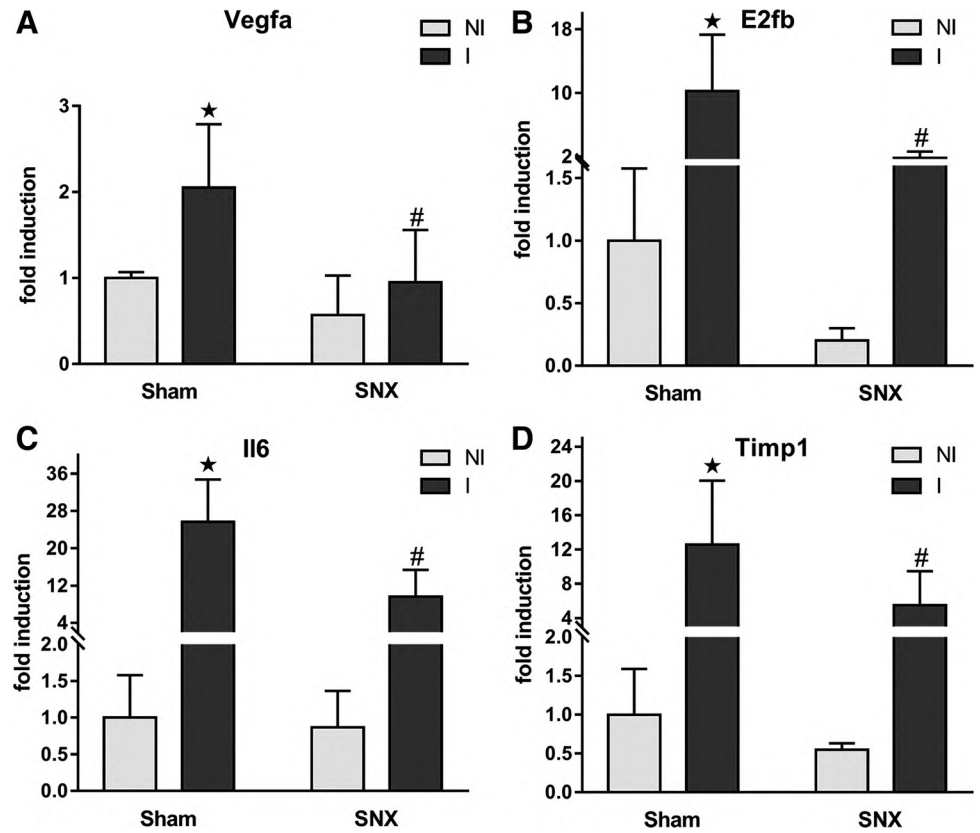 A
Vegfa
NI
I
fold induction
3
2
1
0
★
#
Sham
SNX
B
E2fb
NI
I
fold induction
18
10
2
1.5
1.0
0.5
0.0
★
#
Sham
SNX
C
Il6
NI
I
fold induction
36
28
20
12
4
2.0
1.5
1.0
0.5
0.0
★
#
Sham
SNX
D
Timp1
NI
I
fold induction
24
20
16
12
8
4
2.0
1.5
1.0
0.5
0.0
★
#
Sham
SNX